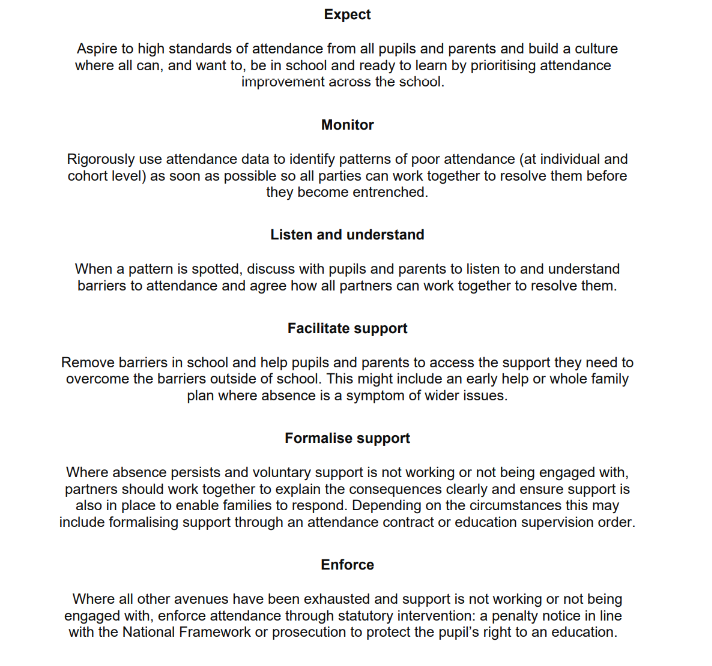 Expect
Aspire to high standards of attendance from all pupils and parents and build a culture
where all can, and want to, be in school and ready to learn by prioritising attendance
improvement across the school.
Monitor
Rigorously use attendance data to identify patterns of poor attendance (at individual and
cohort level) as soon as possible so all parties can work together to resolve them before
they become entrenched.
Listen and understand
When a pattern is spotted, discuss with pupils and parents to listen to and understand
barriers to attendance and agree how all partners can work together to resolve them.
Facilitate support
Remove barriers in school and help pupils and parents to access the support they need to
overcome the barriers outside of school. This might include an early help or whole family
plan where absence is a symptom of wider issues.
Formalise support
Where absence persists and voluntary support is not working or not being engaged with,
partners should work together to explain the consequences clearly and ensure support is
also in place to enable families to respond. Depending on the circumstances this may
include formalising support through an attendance contract or education supervision order.
Enforce
Where all other avenues have been exhausted and support is not working or not being
engaged with, enforce attendance through statutory intervention: a penalty notice in line
with the National Framework or prosecution to protect the pupil's right to an education.